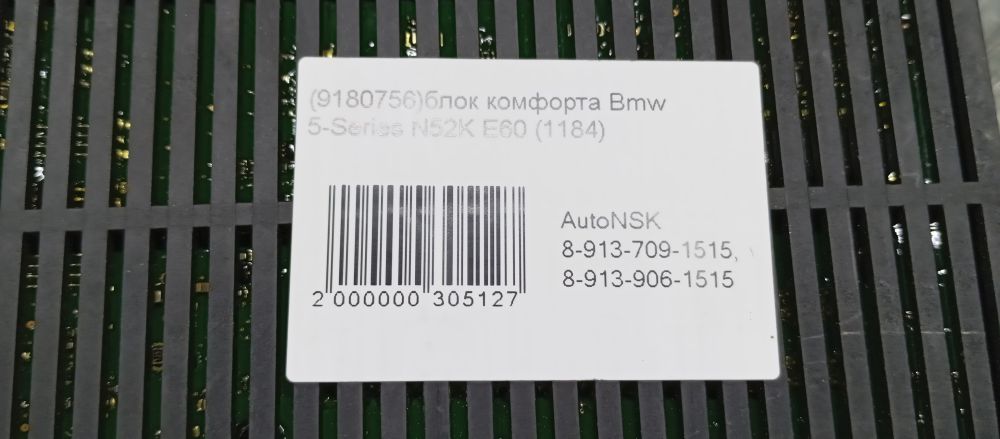 (9180756)блок комфорта Bmw
5-Series N52K E60 (1184)
AutoNSK
8-913-709-1515,
8-913-906-1515
2 000000 305127